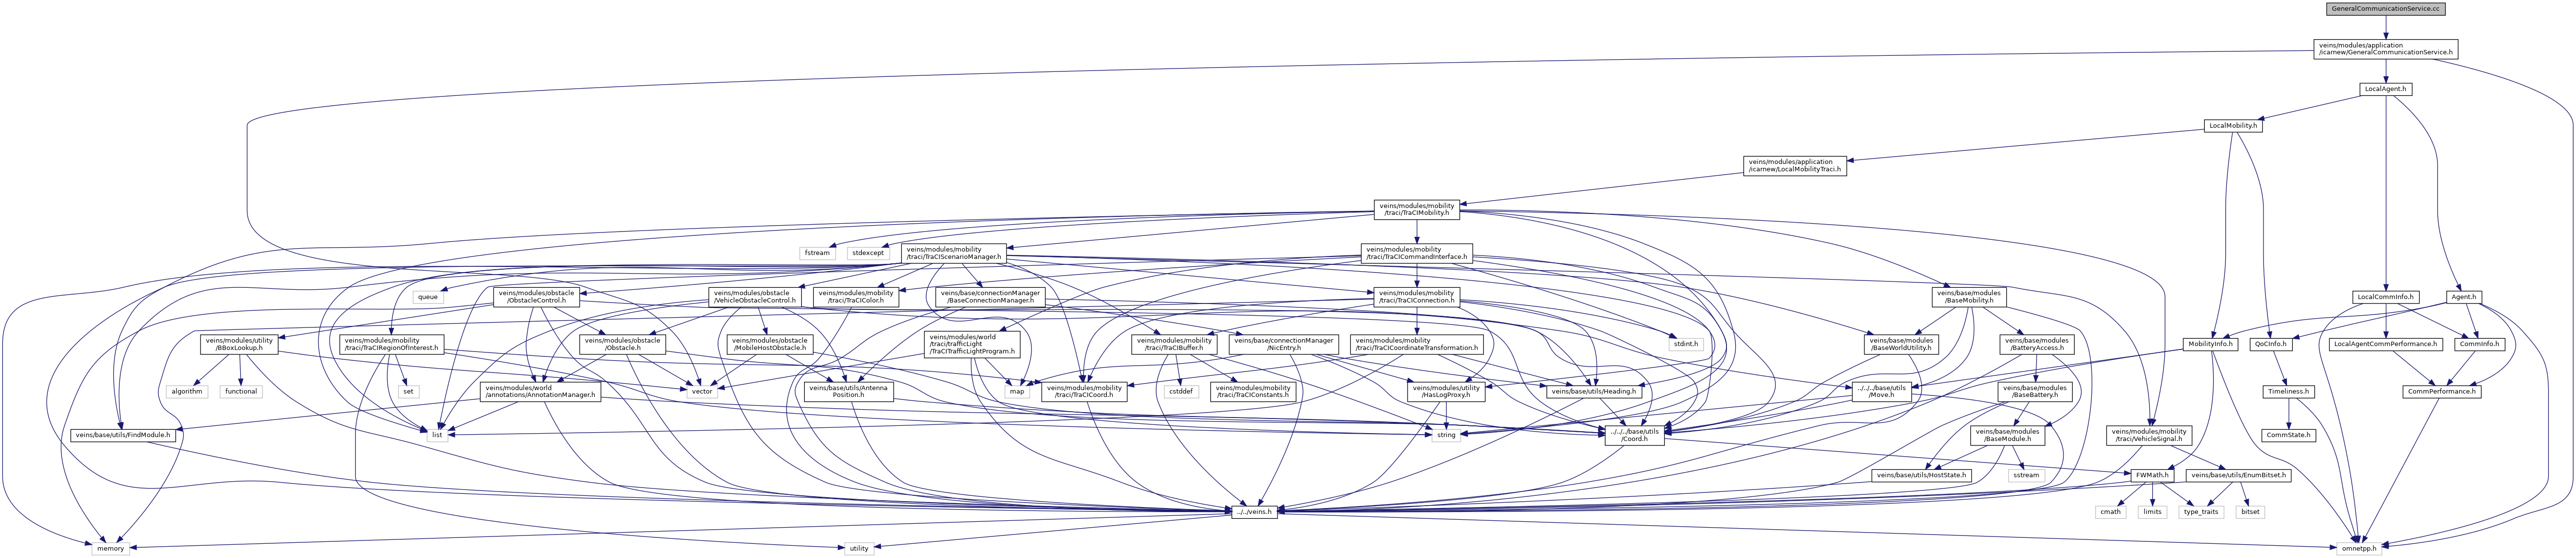 GeneralCommunicationService.cc
veins/modules/application
/icarnew/GeneralCommunicationService.h
LocalAgent.h
LocalMobility.h
veins/modules/application
/icarnew/LocalMobilityTraci.h
veins/modules/mobility
/traci/TraCIMobility.h
fstream
stdexcept
veins/modules/mobility
/traci/TraCIScenarioManager.h
veins/modules/mobility
/traci/TraCICommandInterface.h
queue
veins/modules/obstacle
/ObstacleControl.h
veins/modules/obstacle
/VehicleObstacleControl.h
veins/modules/mobility
/traci/TraCIColor.h
veins/base/connectionManager
/BaseConnectionManager.h
veins/modules/mobility
/traci/TraCIConnection.h
veins/base/modules
/BaseMobility.h
LocalCommInfo.h
Agent.h
veins/modules/utility
/BBoxLookup.h
veins/modules/mobility
/traci/TraCIRegionOfInterest.h
veins/modules/obstacle
/Obstacle.h
veins/modules/obstacle
/MobileHostObstacle.h
veins/modules/world
/traci/trafficLight
/TraCITrafficLightProgram.h
veins/modules/mobility
/traci/TraCIBuffer.h
veins/base/connectionManager
/NicEntry.h
veins/modules/mobility
/traci/TraCICoordinateTransformation.h
stdint.h
veins/base/modules
/BaseWorldUtility.h
veins/base/modules
/BatteryAccess.h
MobilityInfo.h
QoCInfo.h
LocalAgentCommPerformance.h
CommInfo.h
algorithm
functional
set
veins/modules/world
/annotations/AnnotationManager.h
vector
veins/base/utils/Antenna
Position.h
map
veins/modules/mobility
/traci/TraCICoord.h
cstddef
veins/modules/mobility
/traci/TraCIConstants.h
veins/modules/utility
/HasLogProxy.h
veins/base/utils/Heading.h
../../../base/utils
/Move.h
veins/base/modules
/BaseBattery.h
Timeliness.h
CommPerformance.h
veins/base/utils/FindModule.h
list
string
../../../base/utils
/Coord.h
veins/base/modules
/BaseModule.h
veins/modules/mobility
/traci/VehicleSignal.h
CommState.h
veins/base/utils/HostState.h
sstream
FWMath.h
veins/base/utils/EnumBitset.h
../../veins.h
cmath
limits
type_traits
bitset
memory
utility
omnetpp.h